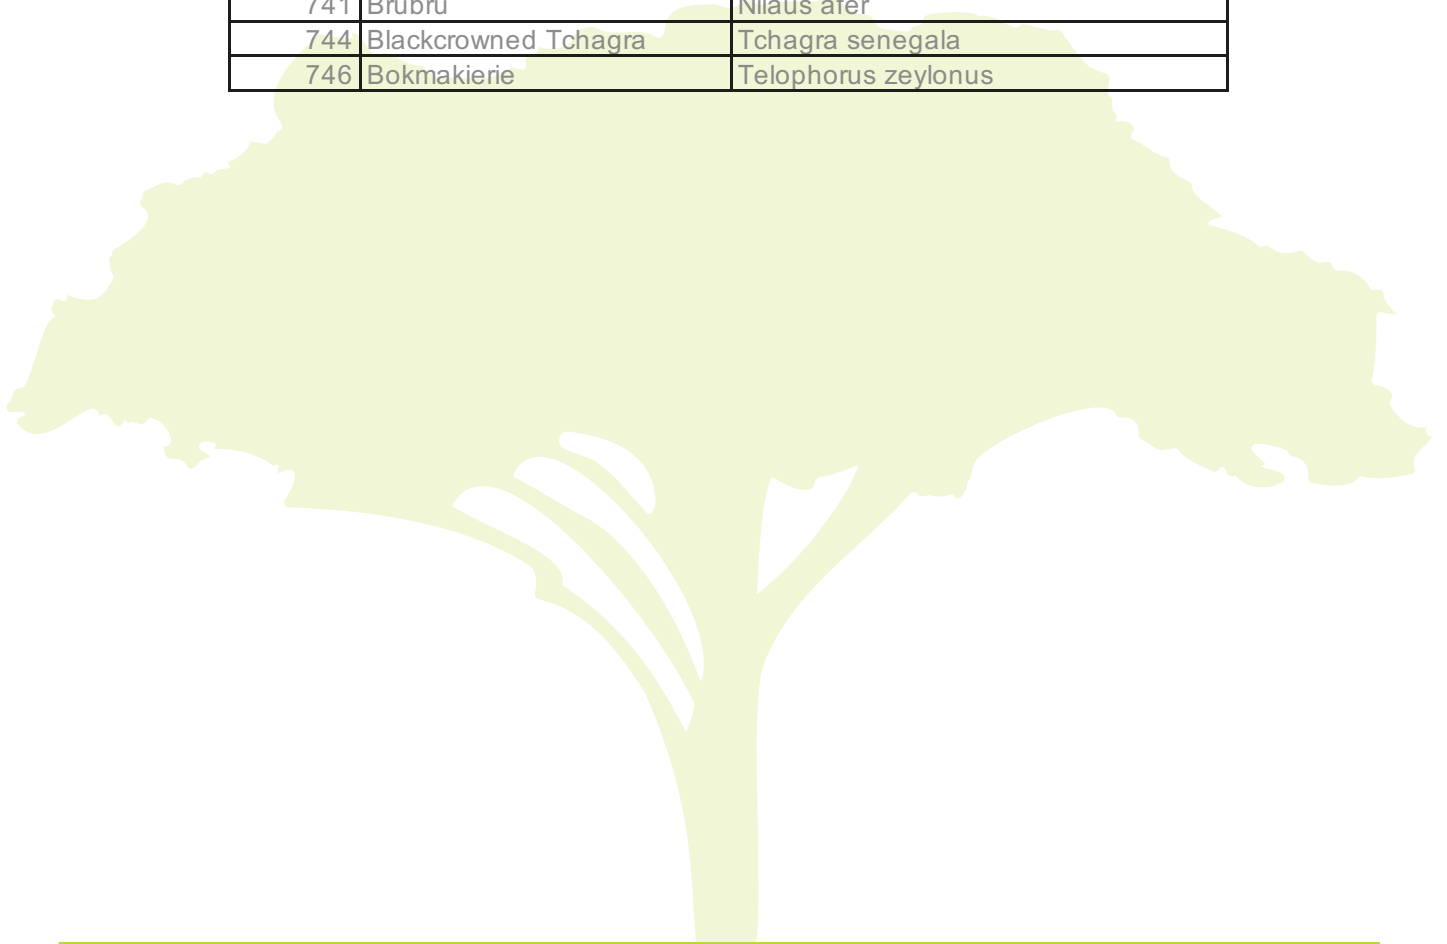 741 Brubru Nilaus afer
744 Blackcrowned Tchagra Tchagra senegala
746 Bokmakierie Telophorus zeylonus